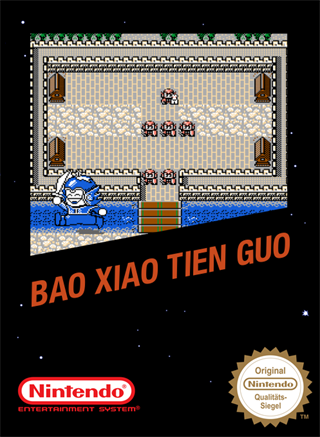 BAO XIAO TIEN GUO
Nintendo®
ENTERTAINMENT SYSTEM®
Original
Nintendo
Qualitäts-
Siegel
TM